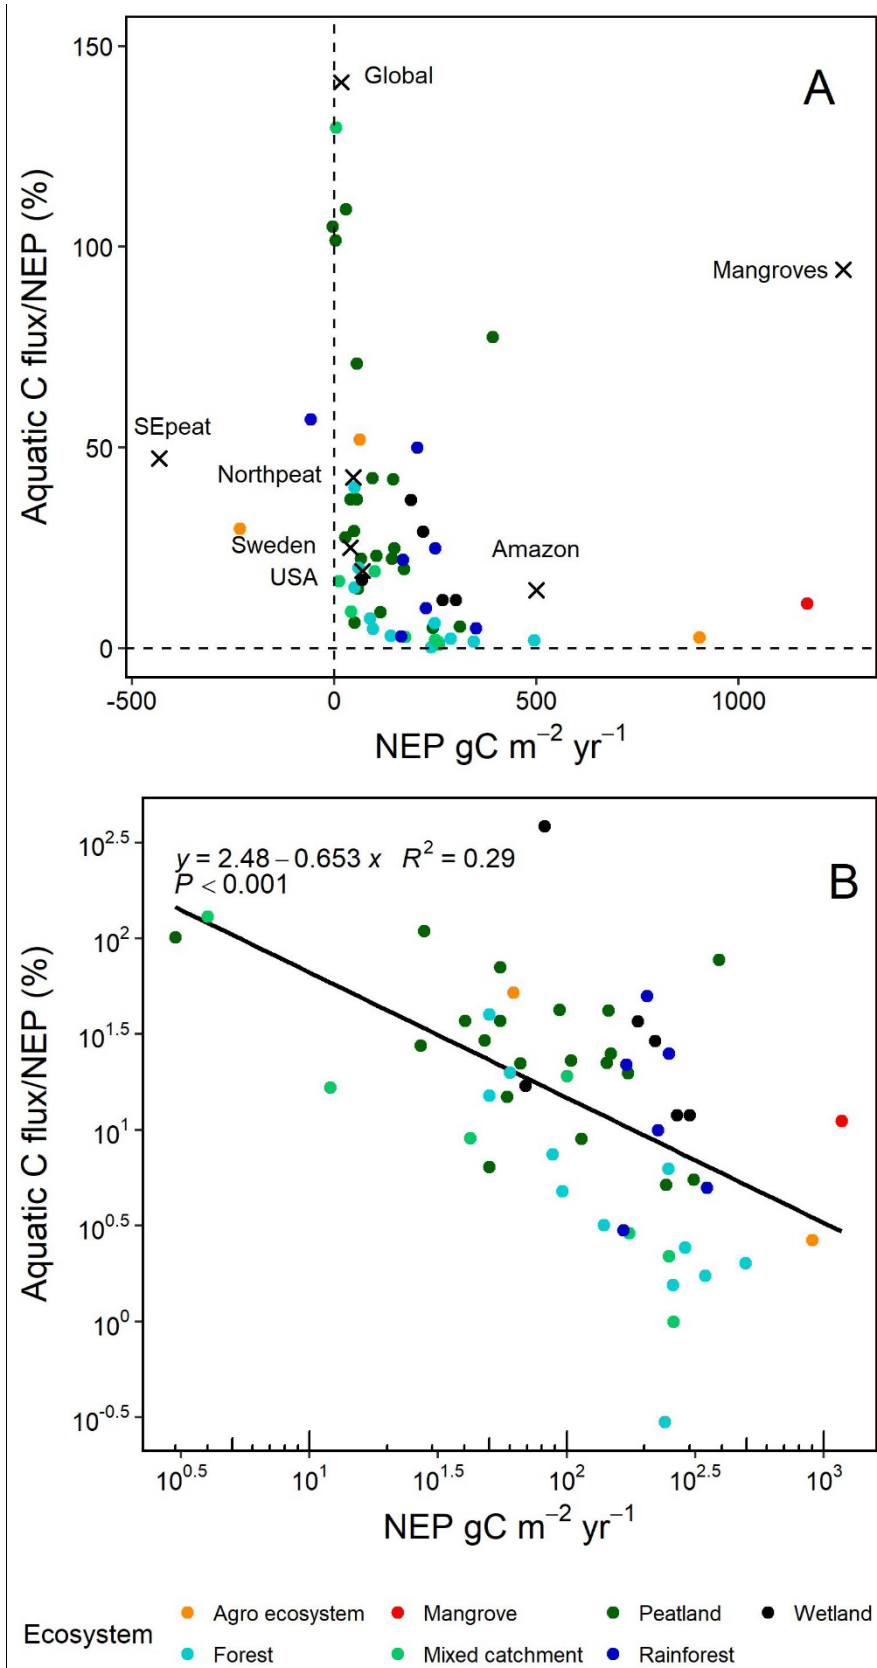 A
150
100
50
0
Aquatic C flux/NEP (%)
Global
Mangroves
SEpeat
Northpeat
Sweden
USA
Amazon
-500 0 500 1000
NEP gC m⁻² yr⁻¹
B
y = 2.48 – 0.653 x R² = 0.29
P < 0.001
10^2.5
10^2
10^1.5
10^1
10^0.5
10^0
10^-0.5
Aquatic C flux/NEP (%)
10^0.5 10^1 10^1.5 10^2 10^2.5 10^3
NEP gC m⁻² yr⁻¹
Ecosystem
Agro ecosystem Mangrove Peatland Wetland
Forest Mixed catchment Rainforest